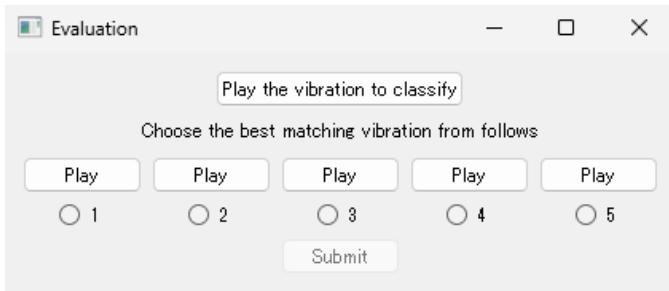 Evaluation
Play the vibration to classify
Choose the best matching vibration from follows
Play Play Play Play Play
1 2 3 4 5
Submit